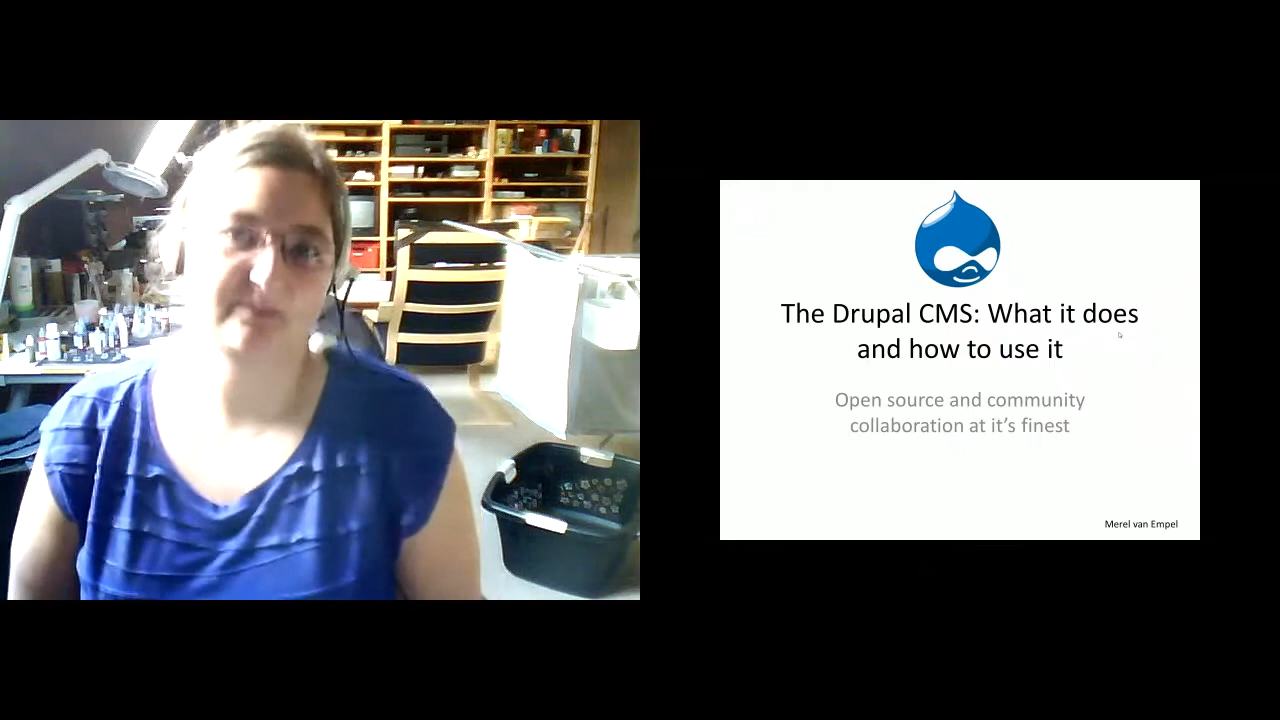 The Drupal CMS: What it does
and how to use it
Open source and community
collaboration at it's finest
Merel van Empel